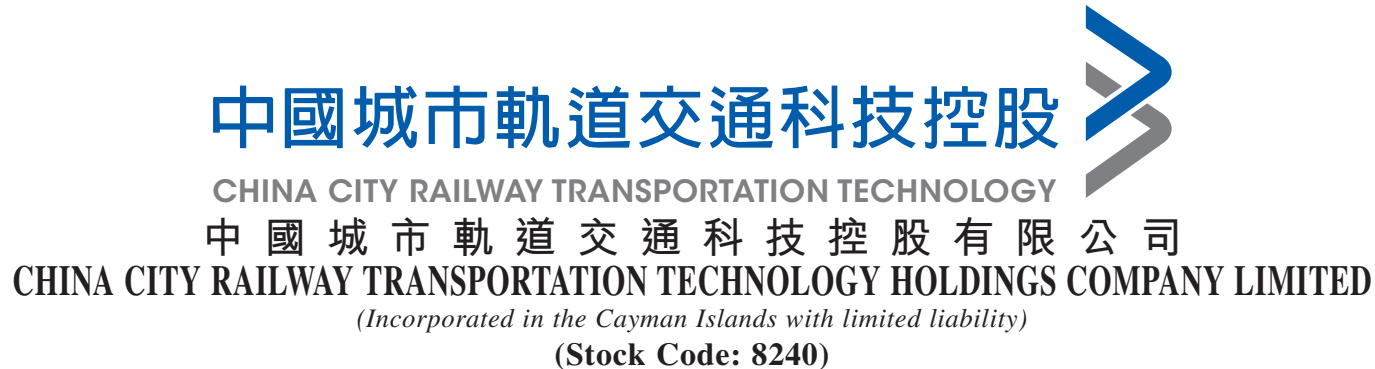 中國城市軌道交通科技控股
CHINA CITY RAILWAY TRANSPORTATION TECHNOLOGY
中國城市軌道交通科技控股有限公司
CHINA CITY RAILWAY TRANSPORTATION TECHNOLOGY HOLDINGS COMPANY LIMITED
(Incorporated in the Cayman Islands with limited liability)
(Stock Code: 8240)